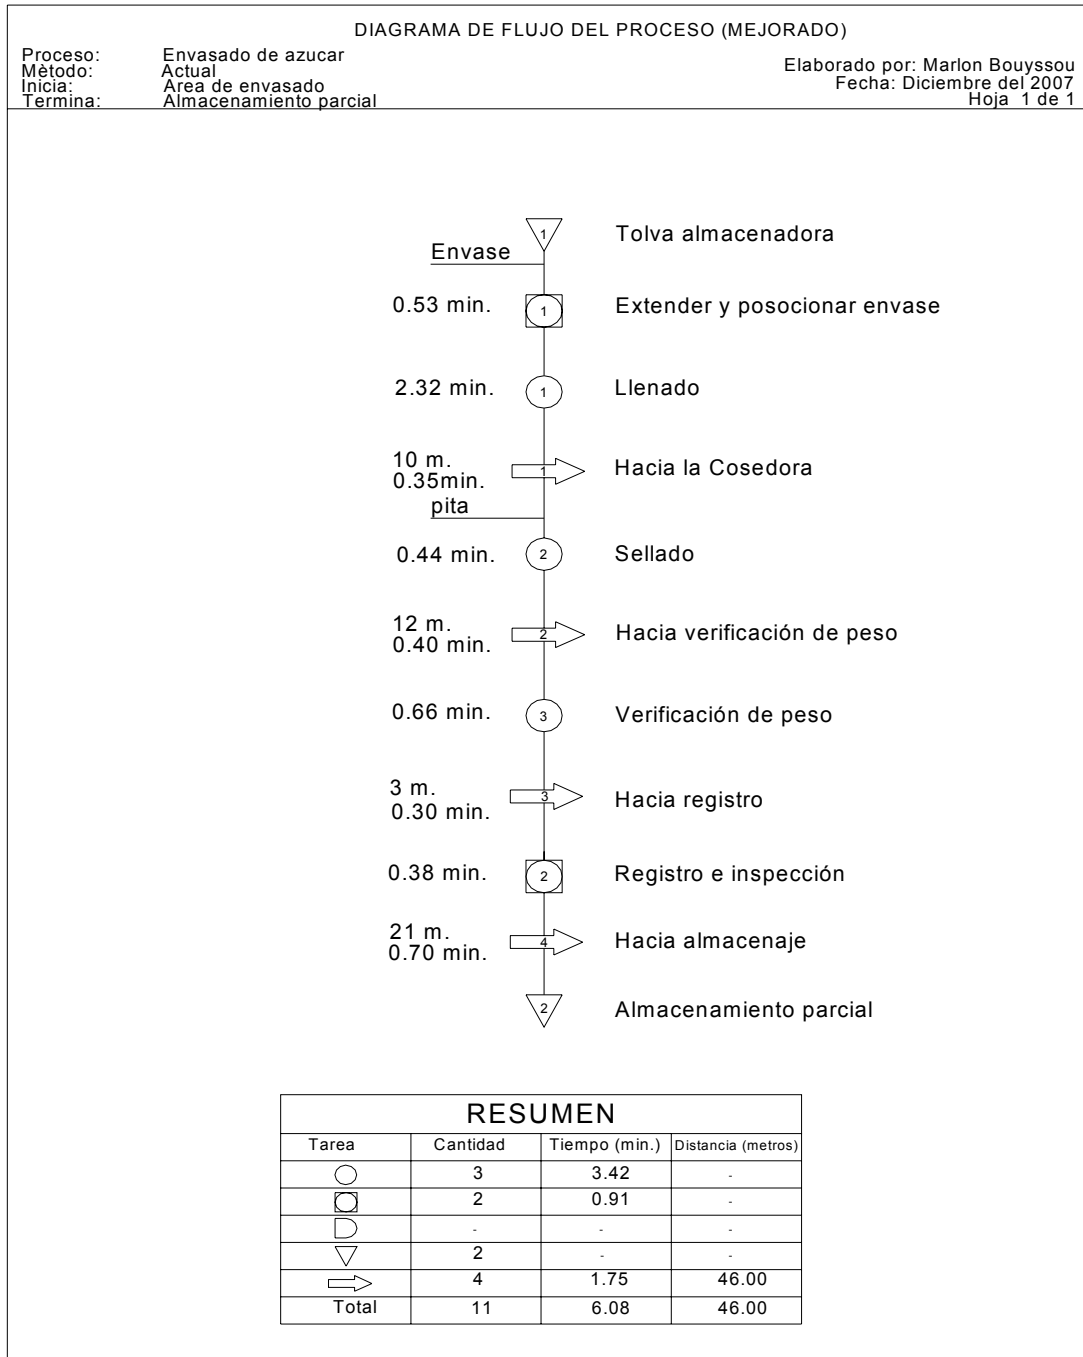 DIAGRAMA DE FLUJO DEL PROCESO (MEJORADO)
Proceso: Envasado de azucar
Mètodo: Actual
Inicia: Area de envasado
Termina: Almacenamiento parcial
Elaborado por: Marlon Bouyssou
Fecha: Diciembre del 2007
Hoja 1 de 1
1 Tolva almacenadora
Envase
0.53 min. 1 Extender y posocionar envase
2.32 min. 1 Llenado
10 m.
0.35min. 1 Hacia la Cosedora
pita
0.44 min. 2 Sellado
12 m.
0.40 min. 2 Hacia verificación de peso
0.66 min. 3 Verificación de peso
3 m.
0.30 min. 3 Hacia registro
0.38 min. 2 Registro e inspección
21 m.
0.70 min. 4 Hacia almacenaje
2 Almacenamiento parcial
RESUMEN
Tarea Cantidad Tiempo (min.) Distancia (metros)
3 3.42 -
2 0.91 -
- - -
2 - -
4 1.75 46.00
Total 11 6.08 46.00